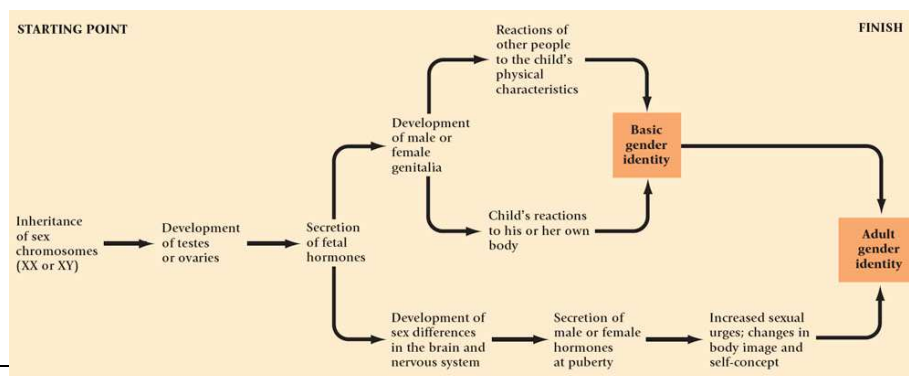 STARTING POINT
FINISH
Reactions of
other people
to the child's
physical
characteristics
Development
of male or
female
genitalia
Basic
gender
identity
Inheritance
of sex
chromosomes
(XX or XY)
Development
of testes
or ovaries
Secretion
of fetal
hormones
Child's reactions
to his or her own
body
Adult
gender
identity
Development of
sex differences
in the brain and
nervous system
Secretion of
male or female
hormones
at puberty
Increased sexual
urges; changes in
body image and
self-concept